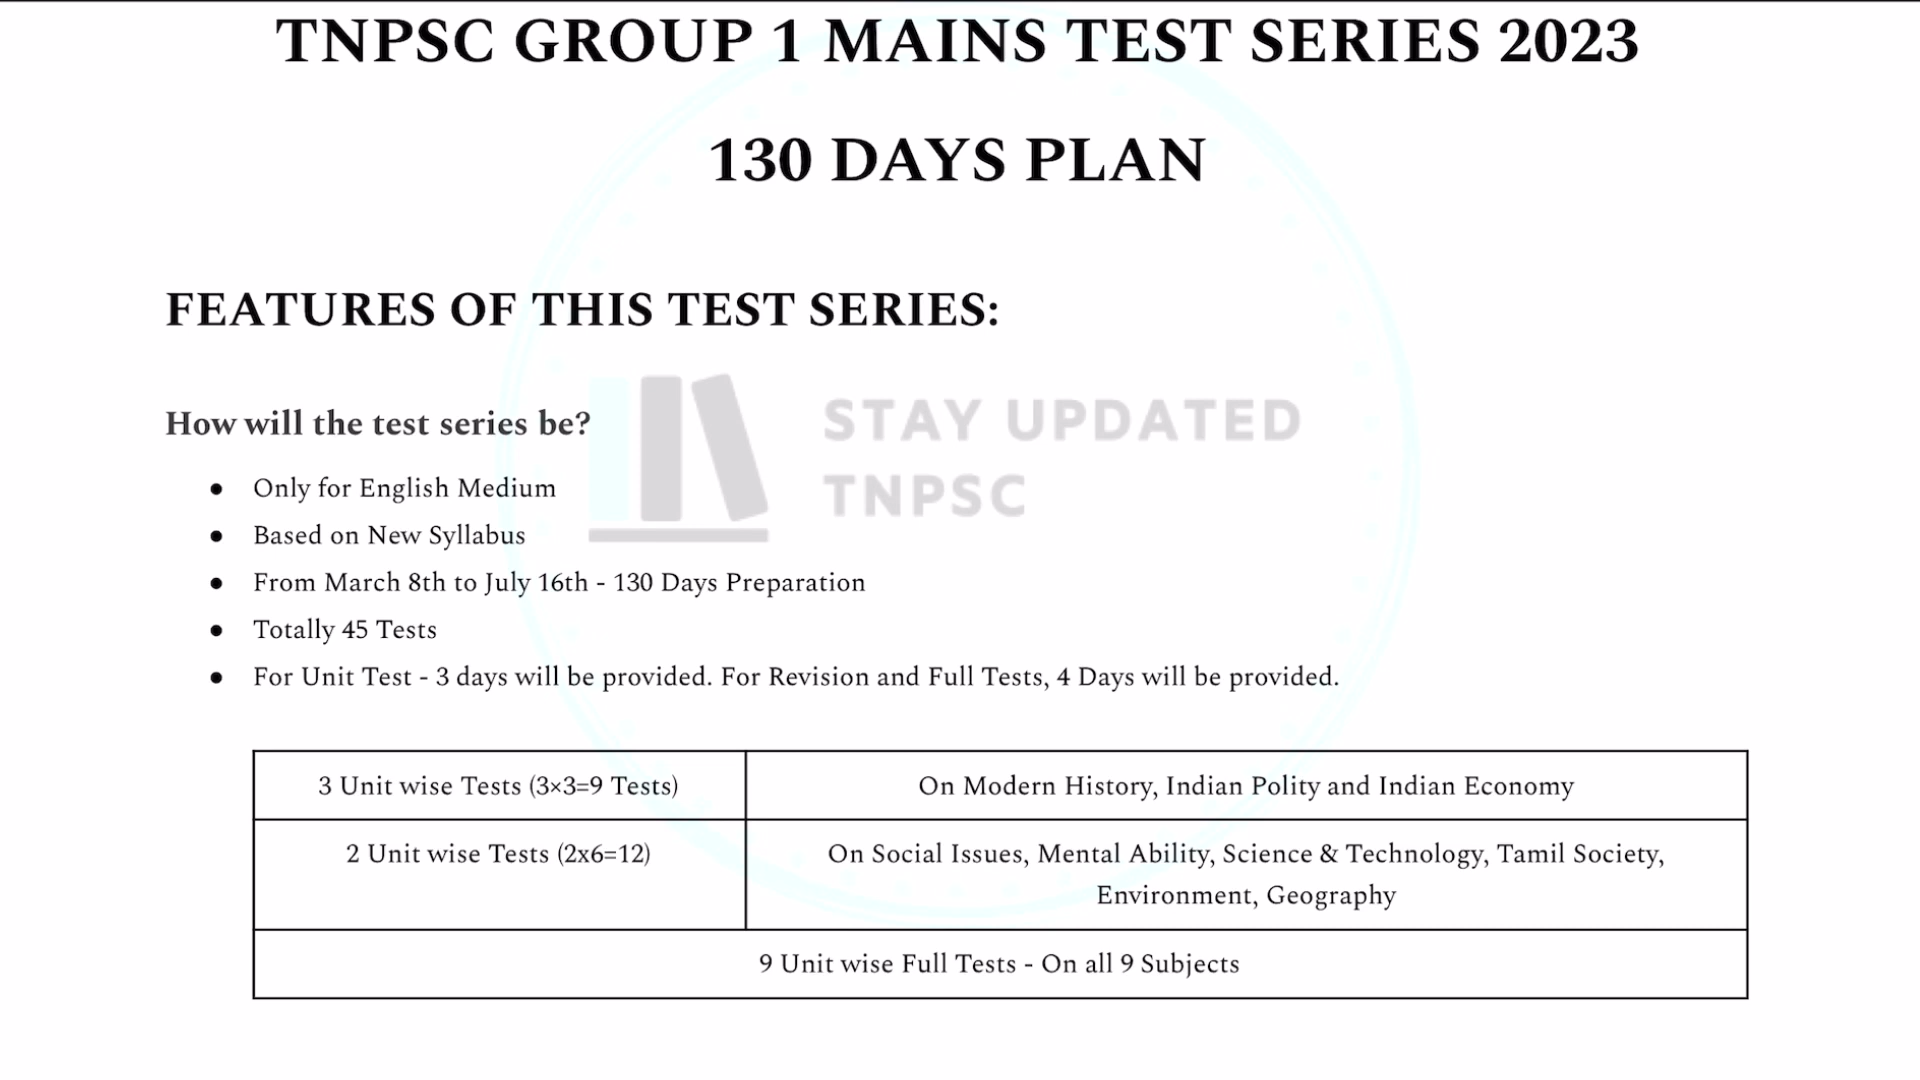 TNPSC GROUP 1 MAINS TEST SERIES 2023
130 DAYS PLAN
FEATURES OF THIS TEST SERIES:
STAY UPDATED
TNPSC
How will the test series be?
● Only for English Medium
● Based on New Syllabus
● From March 8th to July 16th - 130 Days Preparation
● Totally 45 Tests
● For Unit Test - 3 days will be provided. For Revision and Full Tests, 4 Days will be provided.
3 Unit wise Tests (3×3=9 Tests)
On Modern History, Indian Polity and Indian Economy
2 Unit wise Tests (2x6=12)
On Social Issues, Mental Ability, Science & Technology, Tamil Society,
Environment, Geography
9 Unit wise Full Tests - On all 9 Subjects